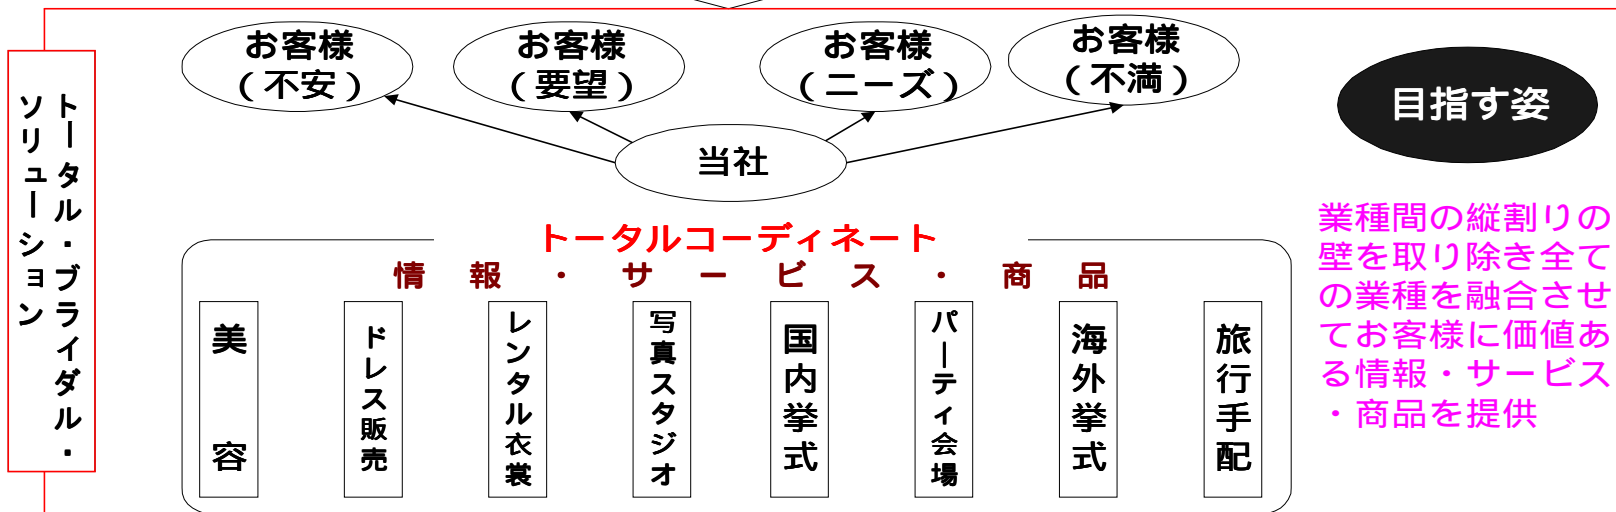 トータル・ブライダル・
ソリューション
お客様
（不安）
お客様
（要望）
お客様
（ニーズ）
お客様
（不満）
当社
目指す姿
トータルコーディネート
情報・サービス・商品
美容
ドレス販売
レンタル衣裳
写真スタジオ
国内挙式
パーティ会場
海外挙式
旅行手配
業種間の縦割りの
壁を取り除き全て
の業種を融合させ
てお客様に価値あ
る情報・サービス
・商品を提供